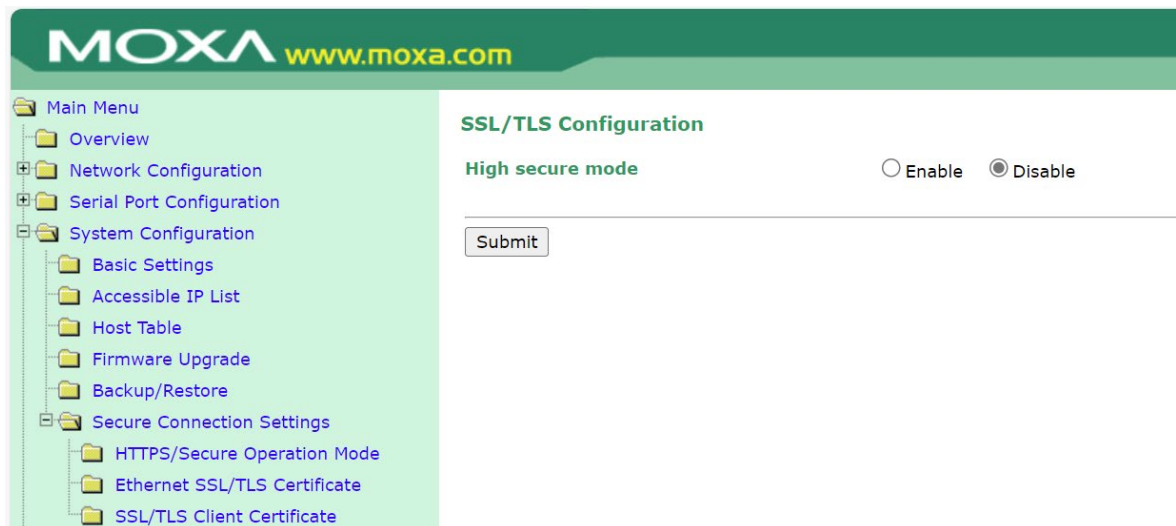 MOXA www.moxa.com
Main Menu
Overview
Network Configuration
Serial Port Configuration
System Configuration
Basic Settings
Accessible IP List
Host Table
Firmware Upgrade
Backup/Restore
Secure Connection Settings
HTTPS/Secure Operation Mode
Ethernet SSL/TLS Certificate
SSL/TLS Client Certificate
SSL/TLS Configuration
High secure mode Enable Disable
Submit